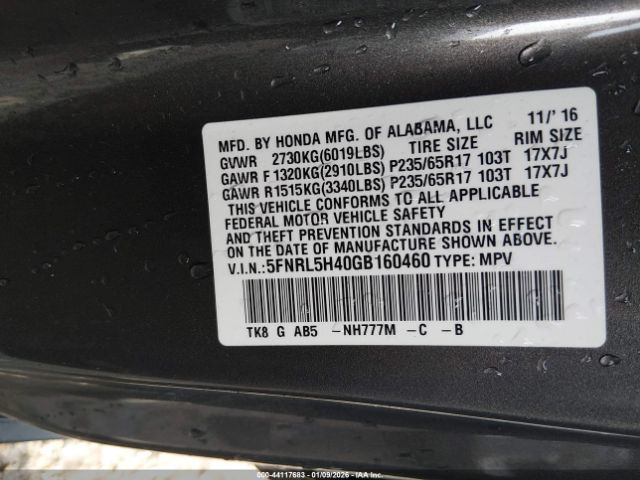 MFD. BY HONDA MFG. OF ALABAMA, LLC 11/' 16
GVWR 2730KG(6019LBS) TIRE SIZE RIM SIZE
GAWR F 1320KG(2910LBS) P235/65R17 103T 17X7J
GAWR R1515KG(3340LBS) P235/65R17 103T 17X7J
THIS VEHICLE CONFORMS TO ALL APPLICABLE
FEDERAL MOTOR VEHICLE SAFETY
AND THEFT PREVENTION STANDARDS IN EFFECT
ON THE DATE OF MANUFACTURE SHOWN ABOVE.
V.I.N.:5FNRL5H40GB160460 TYPE: MPV
TK8 G AB5 -NH777M -C -B
000-44117683 - 01/09/2026 - IAA Inc.